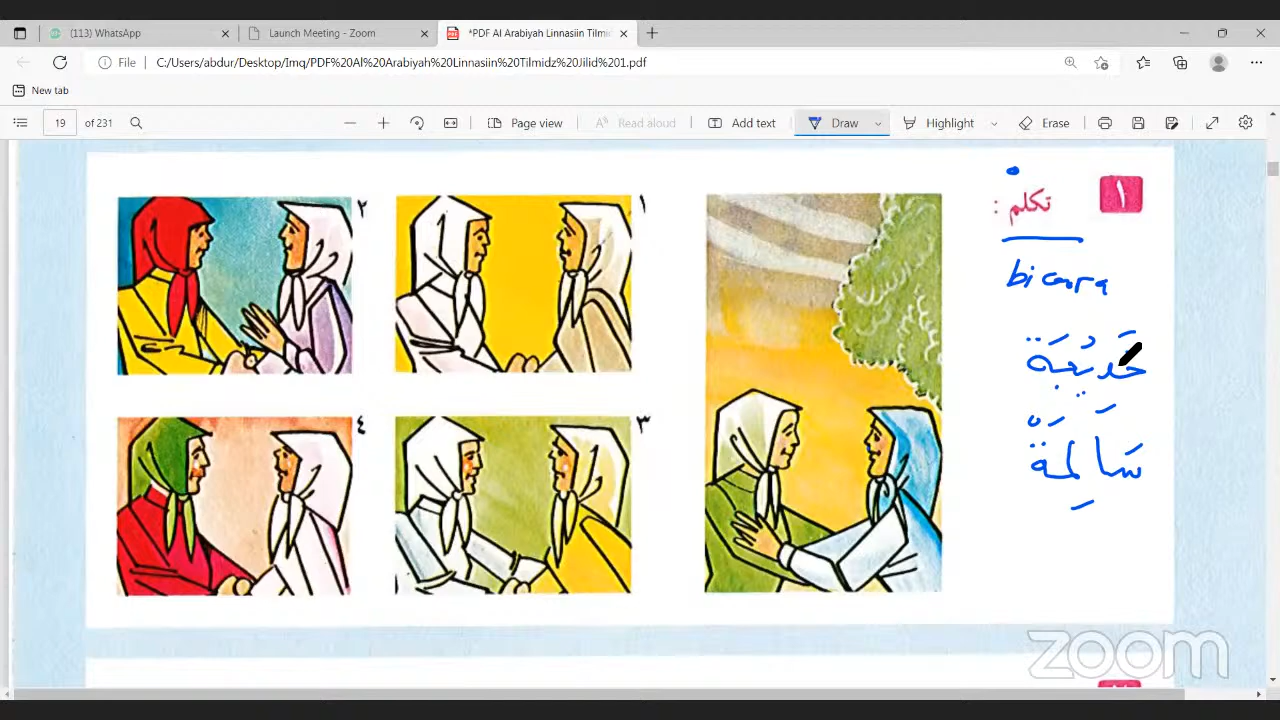 (113) WhatsApp
Launch Meeting - Zoom
*PDF Al Arabiyah Linnasiin Tilmi
File C:/Users/abdur/Desktop/Imq/PDF%20Al%20Arabiyah%20Linnasiin%20Tilmidz%20Jilid%201.pdf
New tab
19 of 231
Page view
Read aloud
Add text
Draw
Highlight
Erase
١
تكلم :
bicara
١
٢
٣
٤
سَالِمَة
zoom